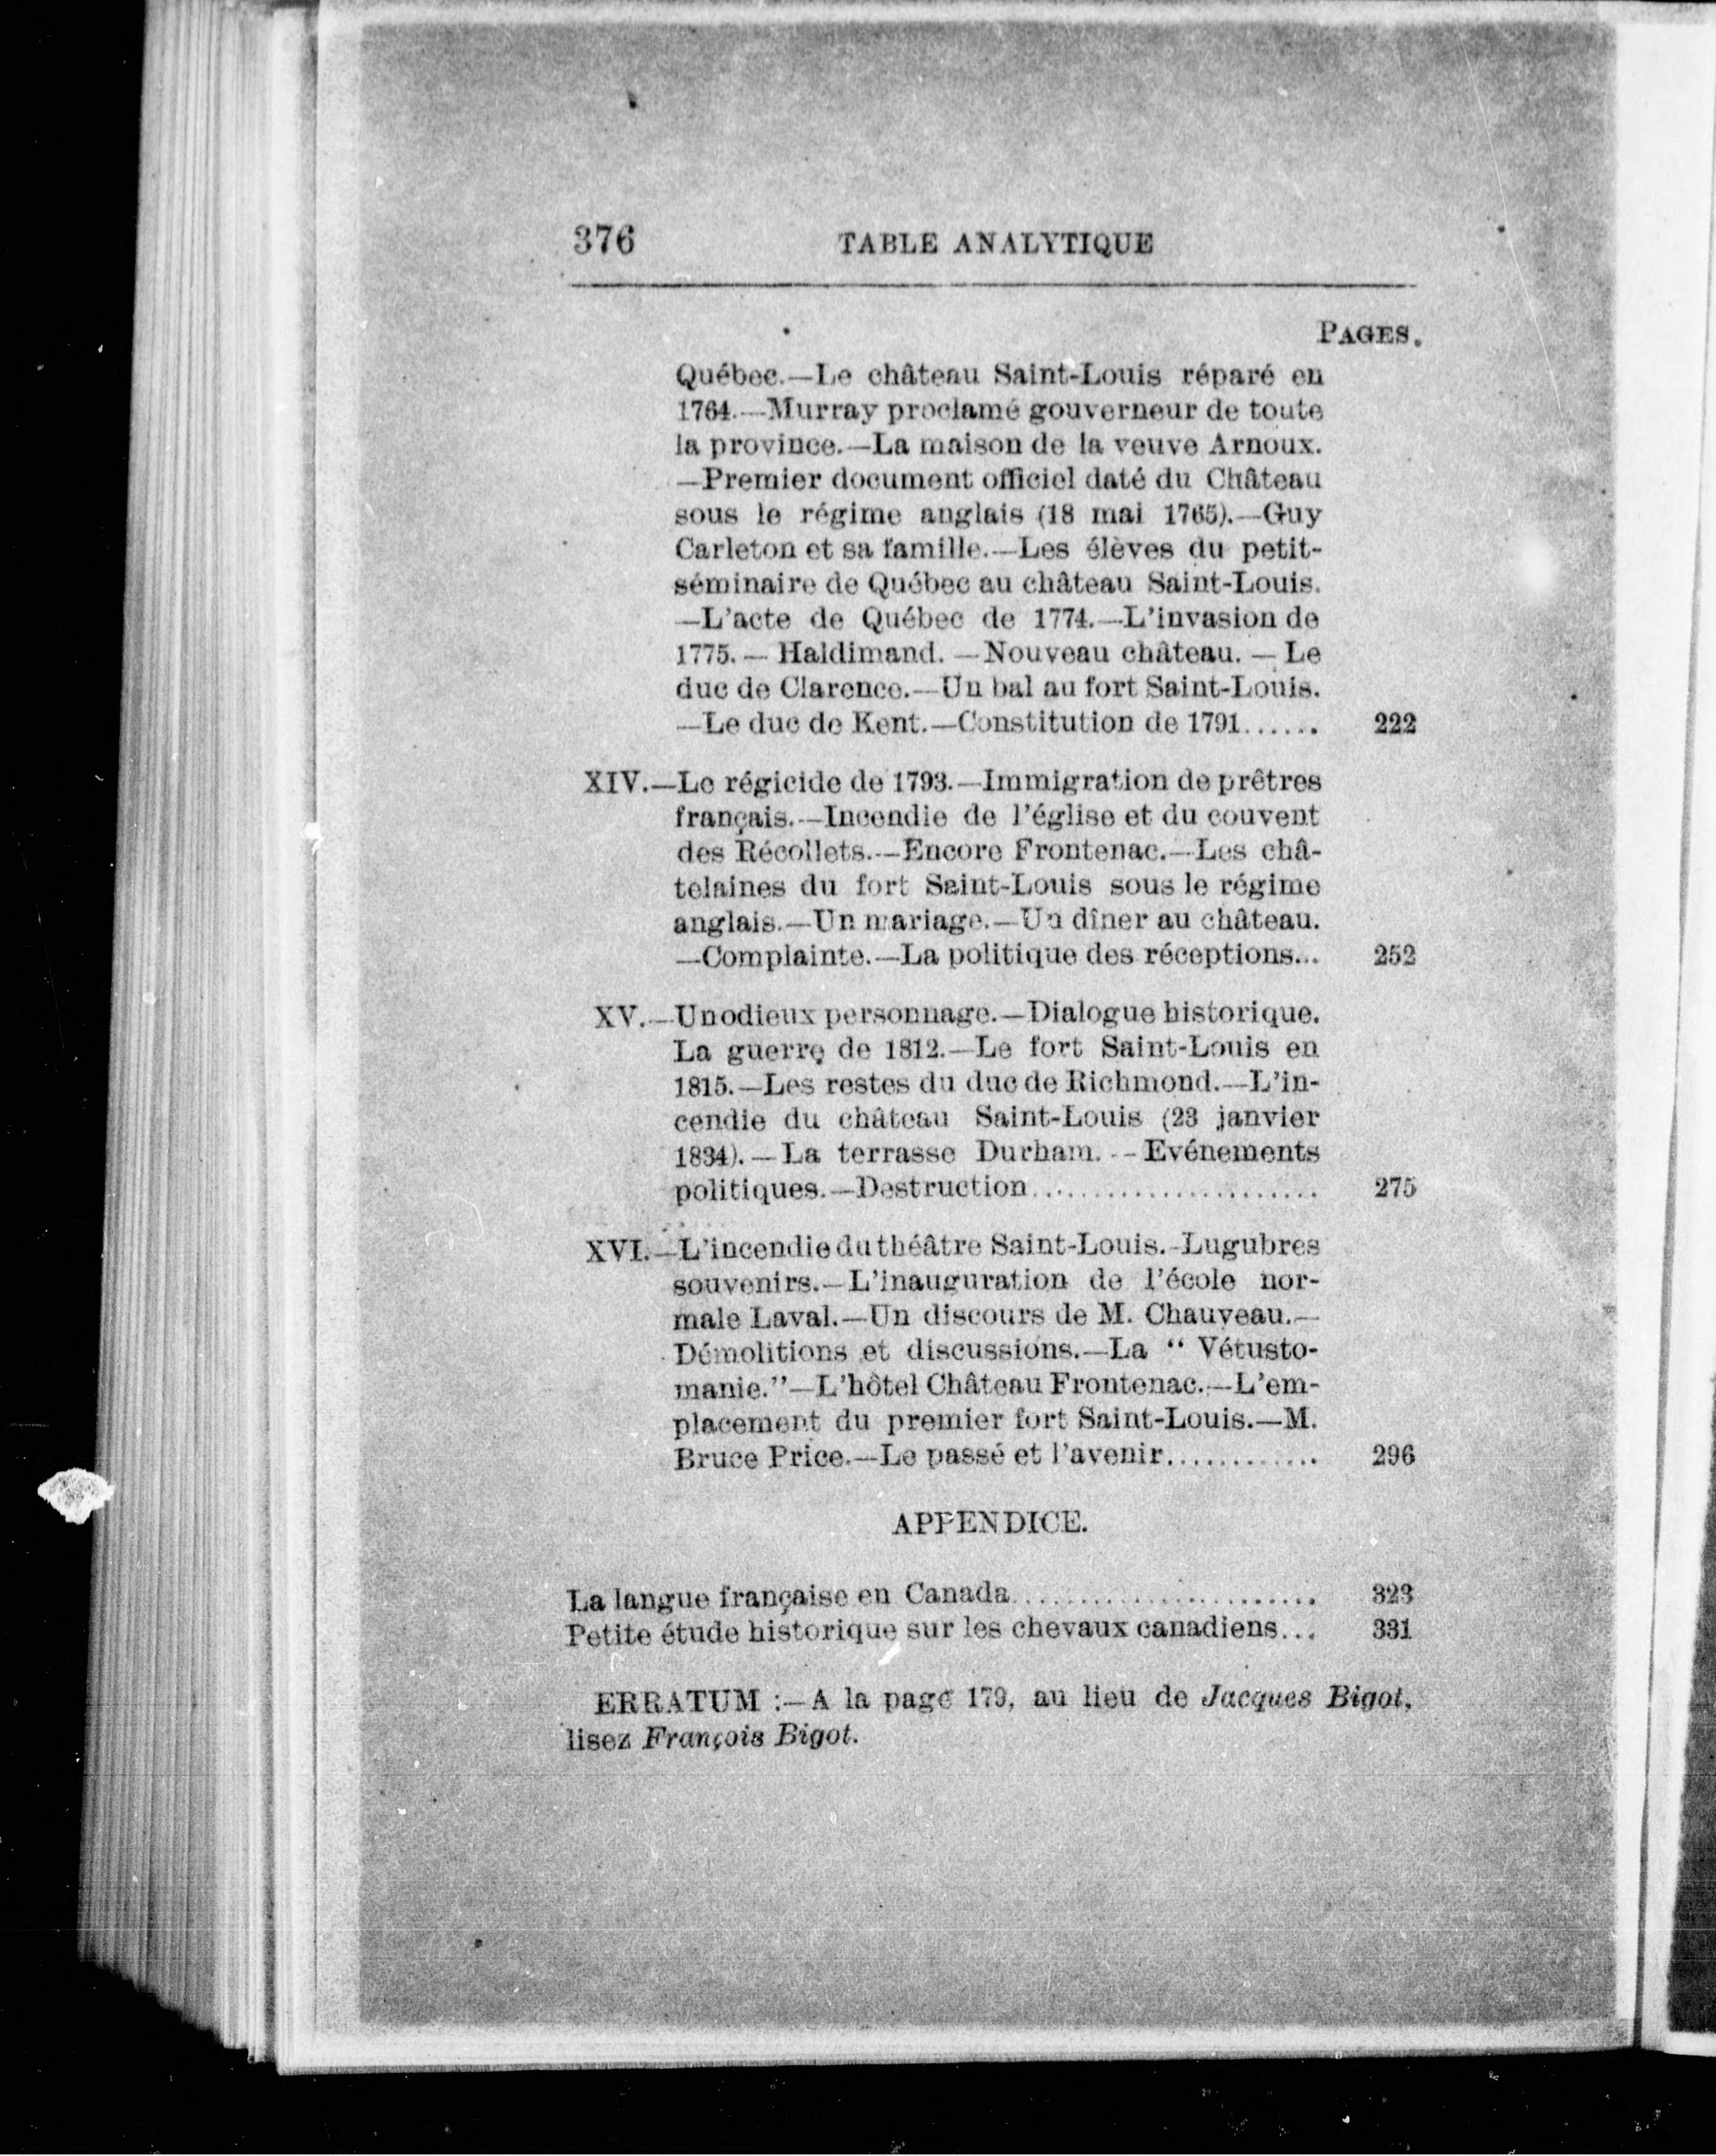 376 TABLE ANALYTIQUE
PAGES.
Québec.—Le château Saint-Louis réparé en
1764.—Murray proclamé gouverneur de toute
la province.—La maison de la veuve Arnoux.
—Premier document officiel daté du Château
sous le régime anglais (18 mai 1765).—Guy
Carleton et sa famille.—Les élèves du petit-
séminaire de Québec au château Saint-Louis.
—L'acte de Québec de 1774.—L'invasion de
1775.— Haldimand. —Nouveau château. — Le
duc de Clarence.—Un bal au fort Saint-Louis.
—Le duc de Kent.—Constitution de 1791...... 222
XIV.—Le régicide de 1793.—Immigration de prêtres
français.—Incendie de l'église et du couvent
des Récollets.—Encore Frontenac.—Les châ-
telaines du fort Saint-Louis sous le régime
anglais.—Un mariage.—Un dîner au château.
—Complainte.—La politique des réceptions... 252
XV.—Un odieux personnage.—Dialogue historique.
La guerre de 1812.—Le fort Saint-Louis en
1815.—Les restes du duc de Richmond.—L'in-
cendie du château Saint-Louis (23 janvier
1834).—La terrasse Durham.--Evénements
politiques.—Destruction...................... 275
XVI.—L'incendie du théâtre Saint-Louis.-Lugubres
souvenirs.—L'inauguration de l'école nor-
male Laval.—Un discours de M. Chauveau.—
Démolitions et discussions.—La “ Vétusto-
manie.”—L'hôtel Château Frontenac.—L'em-
placement du premier fort Saint-Louis.—M.
Bruce Price.—Le passé et l'avenir............ 296
APPENDICE.
La langue française en Canada....................... 323
Petite étude historique sur les chevaux canadiens... 331
ERRATUM :—A la page 179, au lieu de Jacques Bigot,
lisez François Bigot.